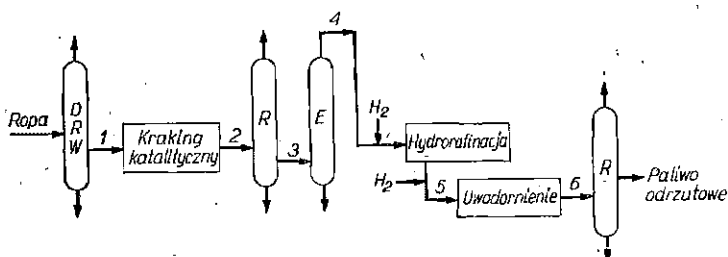 Ropa
D
R
W
1
Kraking
katalityczny
2
R
3
E
4
H2
Hydrorafinacja
H2
5
Uwodornienie
6
R
Paliwo
odrzutowe